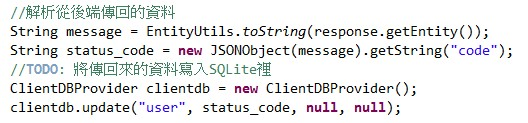 //解析從後端傳回的資料
String message = EntityUtils.toString(response.getEntity());
String status_code = new JSONObject(message).getString("code");
//TODO: 將傳回來的資料寫入SQLite裡
ClientDBProvider clientdb = new ClientDBProvider();
clientdb.update("user", status_code, null, null);